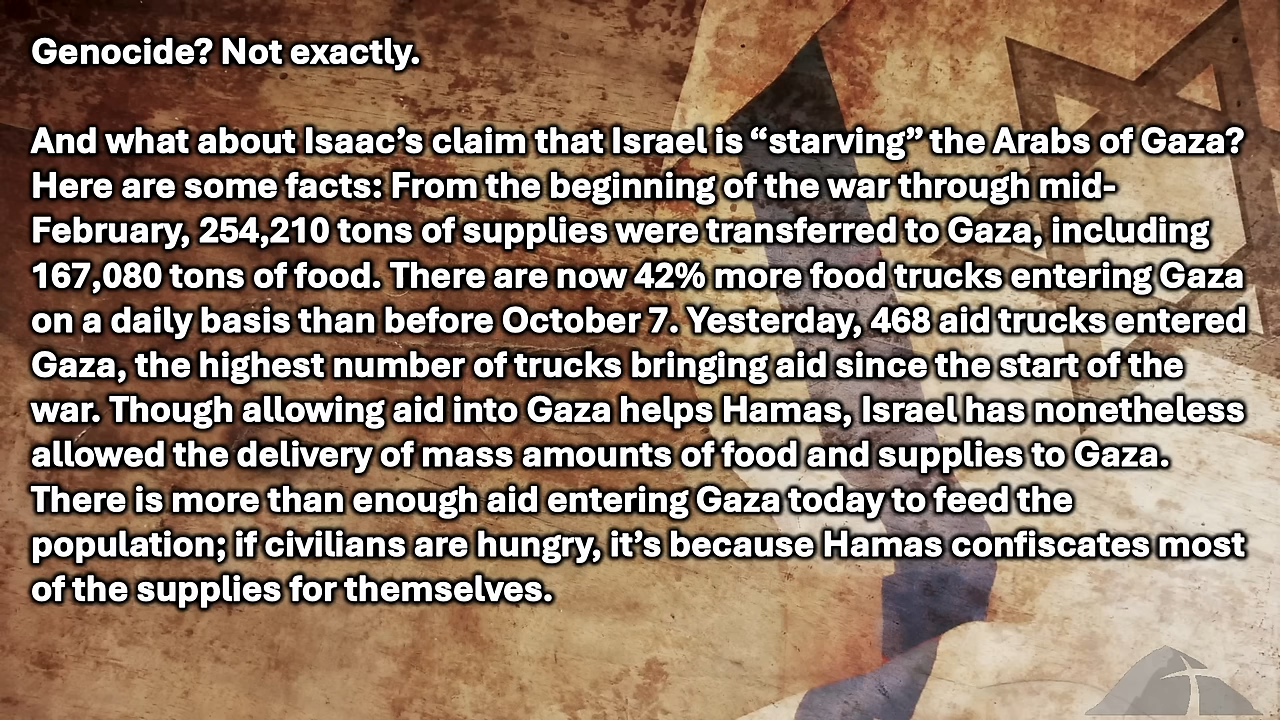 Genocide? Not exactly.
And what about Isaac’s claim that Israel is “starving” the Arabs of Gaza?
Here are some facts: From the beginning of the war through mid-
February, 254,210 tons of supplies were transferred to Gaza, including
167,080 tons of food. There are now 42% more food trucks entering Gaza
on a daily basis than before October 7. Yesterday, 468 aid trucks entered
Gaza, the highest number of trucks bringing aid since the start of the
war. Though allowing aid into Gaza helps Hamas, Israel has nonetheless
allowed the delivery of mass amounts of food and supplies to Gaza.
There is more than enough aid entering Gaza today to feed the
population; if civilians are hungry, it’s because Hamas confiscates most
of the supplies for themselves.